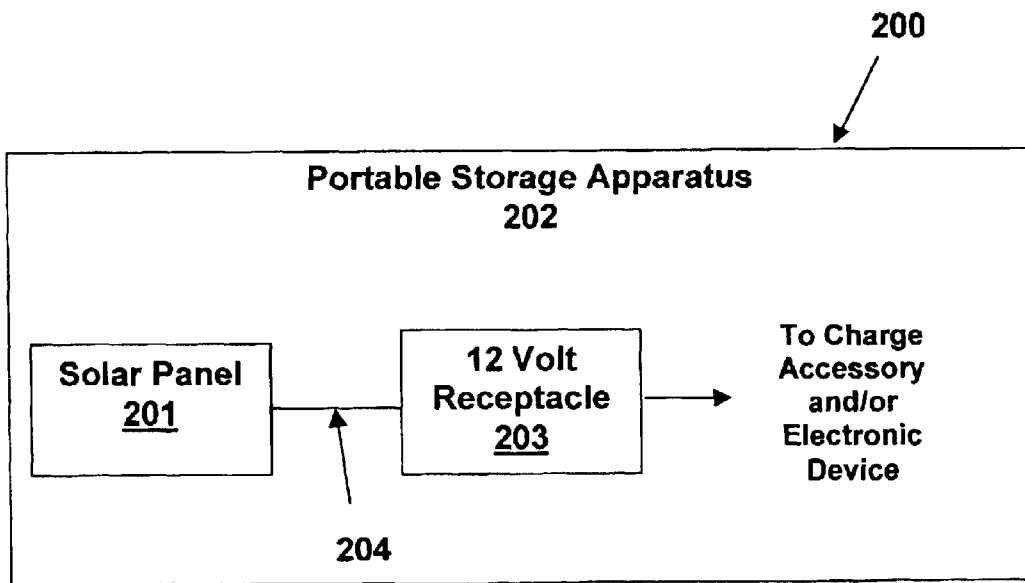 200
Portable Storage Apparatus
202
Solar Panel
201
12 Volt
Receptacle
203
To Charge
Accessory
and/or
Electronic
Device
204